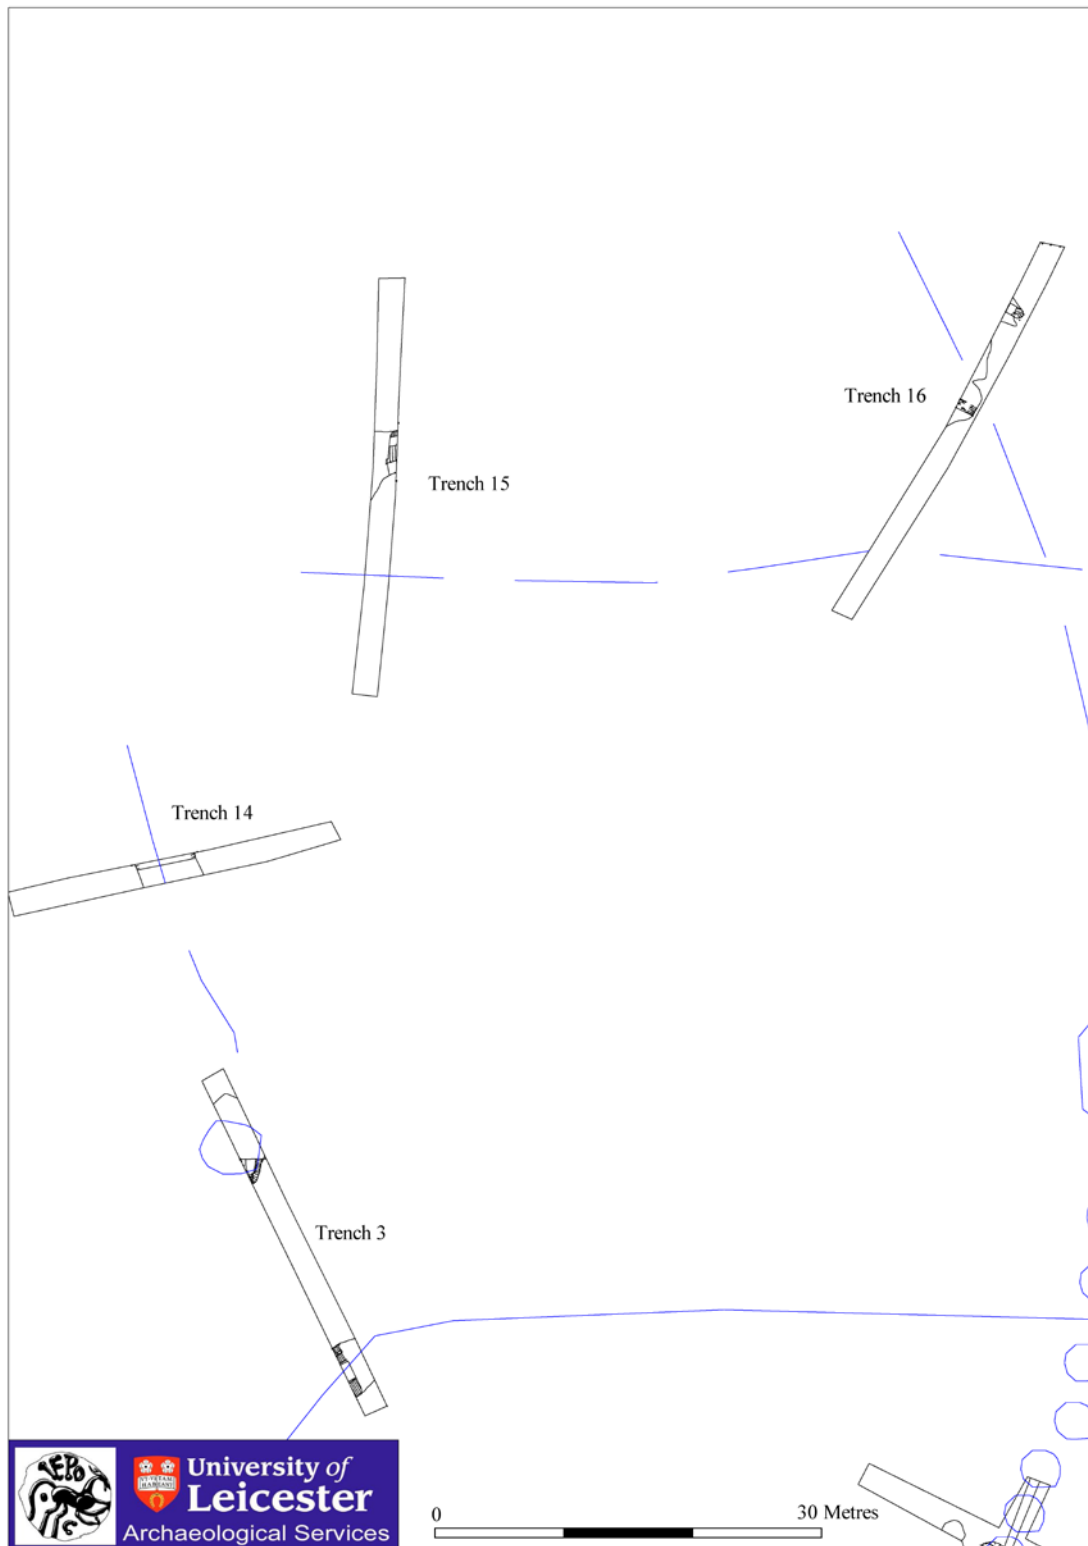 Trench 16
Trench 15
Trench 14
Trench 3
University of
Leicester
Archaeological Services
0
30 Metres